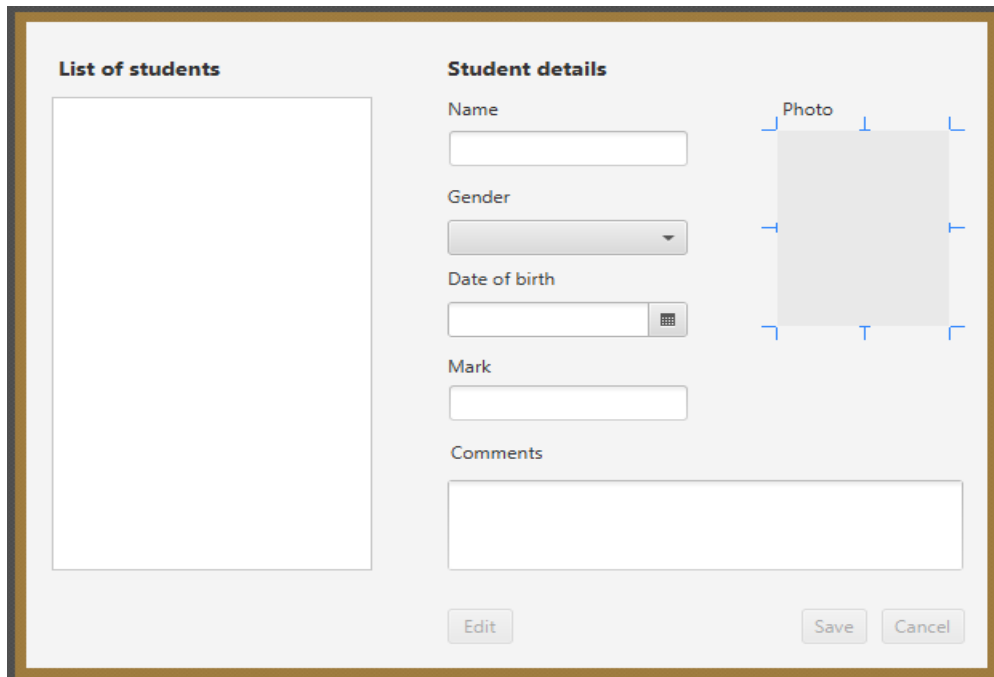 List of students
Student details
Name
Photo
Gender
Date of birth
Mark
Comments
Edit
Save
Cancel